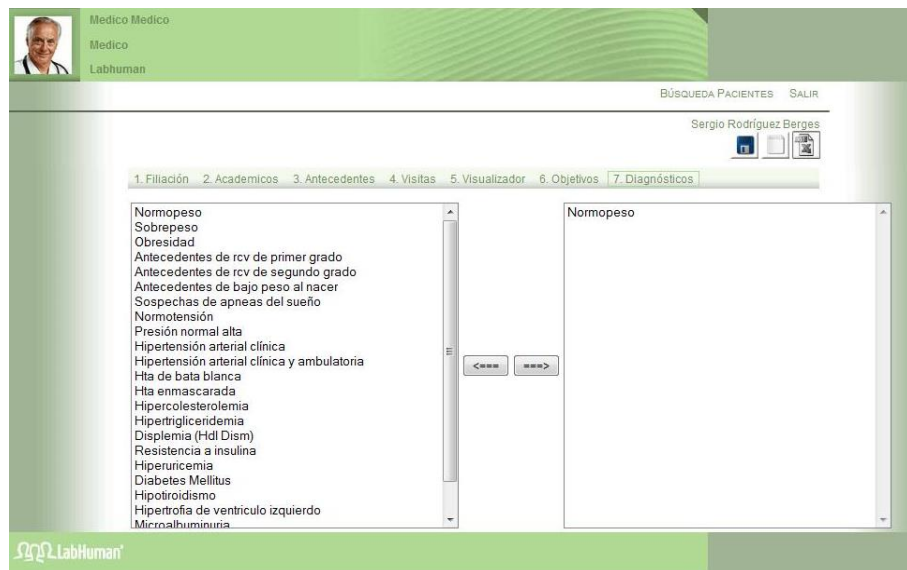 Medico Medico
Medico
Labhuman
BÚSQUEDA PACIENTES SALIR
Sergio Rodríguez Berges
1. Filiación 2. Academicos 3. Antecedentes 4. Visitas 5. Visualizador 6. Objetivos 7. Diagnósticos
Normopeso
Sobrepeso
Obresidad
Antecedentes de rcv de primer grado
Antecedentes de rcv de segundo grado
Antecedentes de bajo peso al nacer
Sospechas de apneas del sueño
Normotensión
Presión normal alta
Hipertensión arterial clínica
Hipertensión arterial clínica y ambulatoria
Hta de bata blanca
Hta enmascarada
Hipercolesterolemia
Hipertrigliceridemia
Displemia (Hdl Dism)
Resistencia a insulina
Hiperuricemia
Diabetes Mellitus
Hipotiroidismo
Hipertrofia de ventriculo izquierdo
Microalbuminuria
<=== ===>
Normopeso
LabHuman